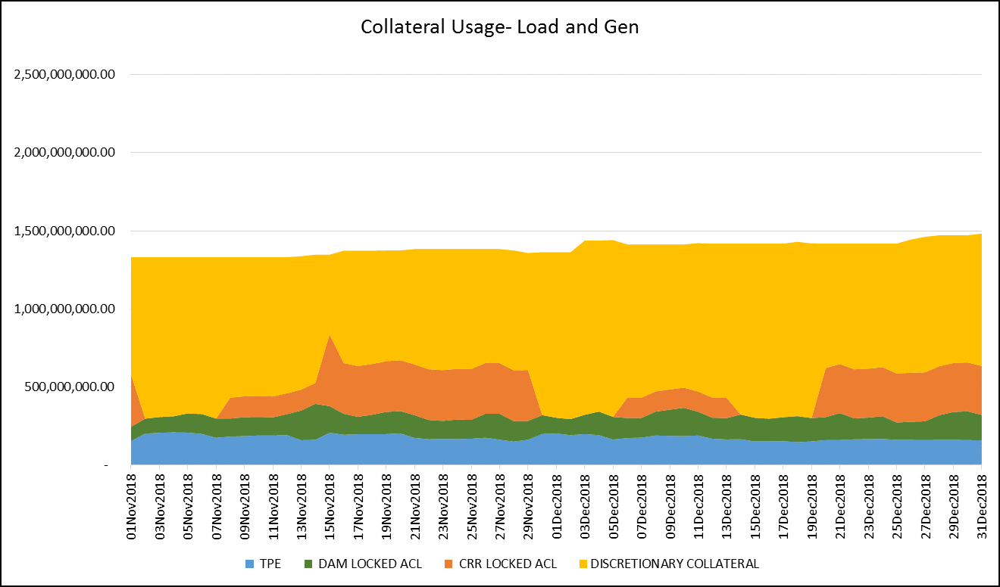 Collateral Usage- Load and Gen
2,500,000,000.00
2,000,000,000.00
1,500,000,000.00
1,000,000,000.00
500,000,000.00
-
01Nov2018
03Nov2018
05Nov2018
07Nov2018
09Nov2018
11Nov2018
13Nov2018
15Nov2018
17Nov2018
19Nov2018
21Nov2018
23Nov2018
25Nov2018
27Nov2018
29Nov2018
01Dec2018
03Dec2018
05Dec2018
07Dec2018
09Dec2018
11Dec2018
13Dec2018
15Dec2018
17Dec2018
19Dec2018
21Dec2018
23Dec2018
25Dec2018
27Dec2018
29Dec2018
31Dec2018
TPE DAM LOCKED ACL CRR LOCKED ACL DISCRETIONARY COLLATERAL